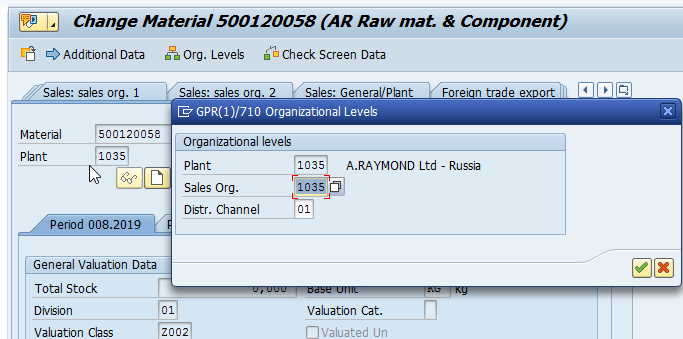 Change Material 500120058 (AR Raw mat. & Component)
Additional Data Org. Levels Check Screen Data
Sales: sales org. 1 Sales: sales org. 2 Sales: General/Plant Foreign trade export
GPR(1)/710 Organizational Levels
Material 500120058
Plant 1035
Organizational levels
Plant 1035 A.RAYMOND Ltd - Russia
Sales Org. 1035
Distr. Channel 01
Period 008.2019
General Valuation Data
Total Stock 0,000 Base Unit KG kg
Division 01 Valuation Cat.
Valuation Class Z002 Valuated Un